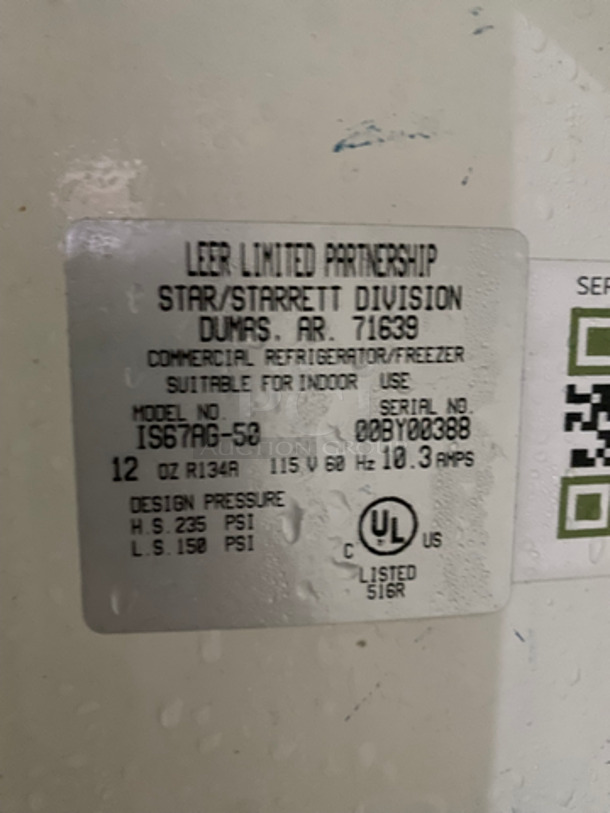 LEER LIMITED PARTNERSHIP
STAR/STARRETT DIVISION
DUMAS. AR. 71639
COMMERCIAL REFRIGERATOR/FREEZER
SUITABLE FOR INDOOR USE
MODEL NO. SERIAL NO.
IS67AG-50 00BY00388
12 OZ R134A 115 V 60 Hz 10.3 AMPS
DESIGN PRESSURE
H.S. 235 PSI
L.S. 150 PSI
C UL US
LISTED
516R
SER
AUCTION GROUP